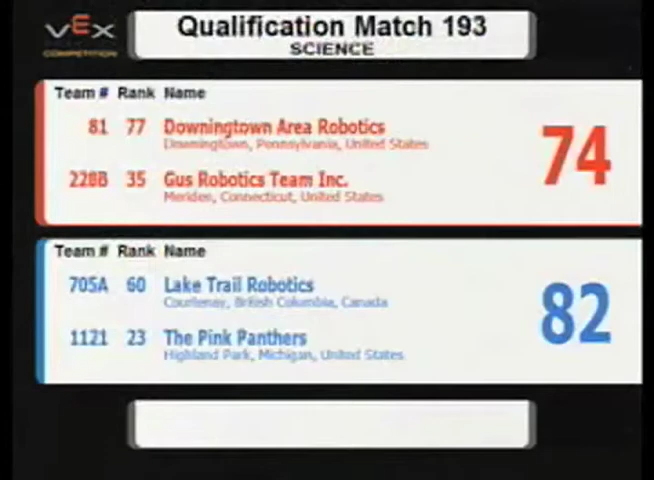 VEX
COMPETITION
Qualification Match 193
SCIENCE
Team # Rank Name
81 77 Downingtown Area Robotics
Downingtown, Pennsylvania, United States
228B 35 Gus Robotics Team Inc.
Meriden, Connecticut, United States
74
Team # Rank Name
705A 60 Lake Trail Robotics
Courtenay, British Columbia, Canada
1121 23 The Pink Panthers
Highland Park, Michigan, United States
82